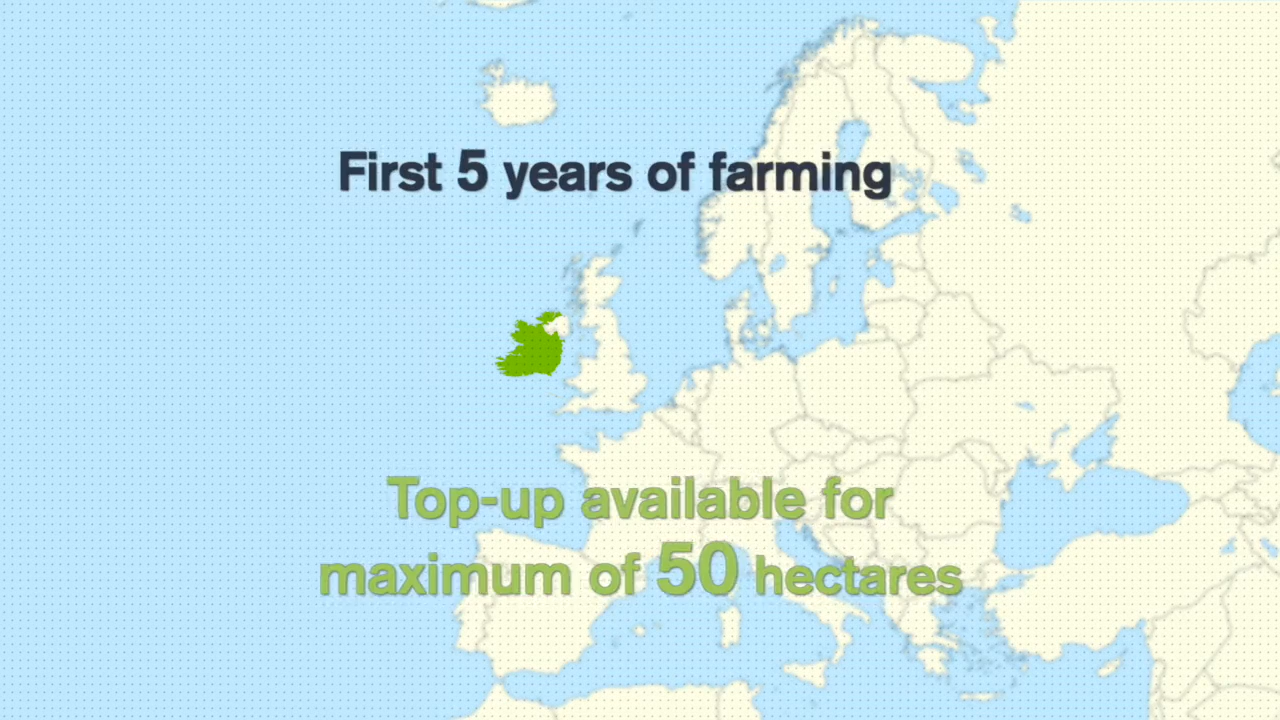 First 5 years of farming
Top-up available for
maximum of 50 hectares